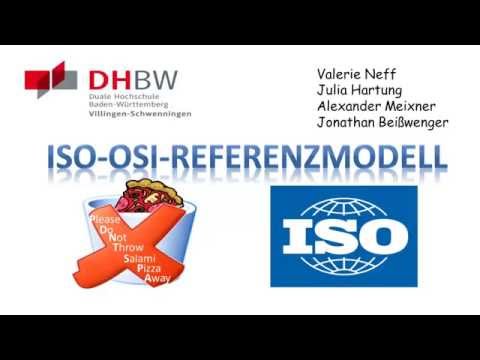 DHBW
Duale Hochschule
Baden-Württemberg
Villingen-Schwenningen
Valerie Neff
Julia Hartung
Alexander Meixner
Jonathan Beißwenger
ISO-OSI-REFERENZMODELL
Please
Do
Not
Throw
Salami
Pizza
Away
ISO